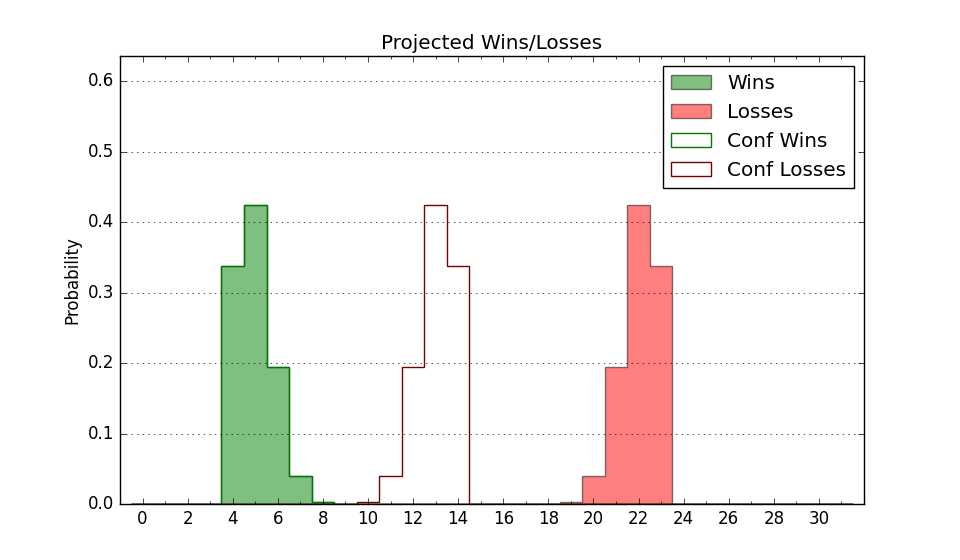 Projected Wins/Losses
Wins
Losses
Conf Wins
Conf Losses
Probability
0.6
0.5
0.4
0.3
0.2
0.1
0.0
0 2 4 6 8 10 12 14 16 18 20 22 24 26 28 30